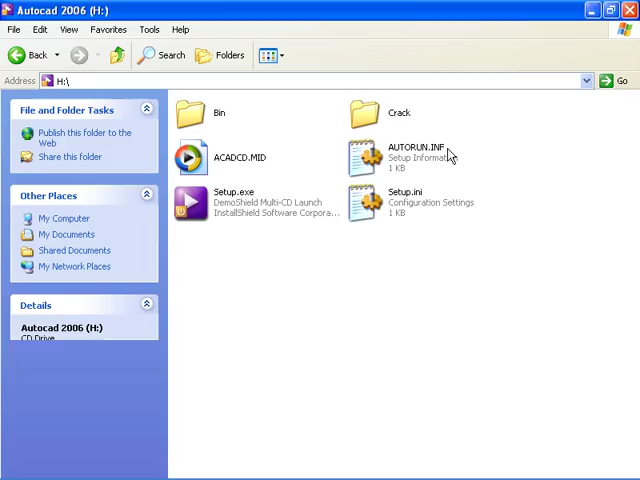 Autocad 2006 (H:)
File Edit View Favorites Tools Help
Back Search Folders
Address H:\ Go
File and Folder Tasks
Publish this folder to the
Web
Share this folder
Other Places
My Computer
My Documents
Shared Documents
My Network Places
Details
Autocad 2006 (H:)
CD Drive
Bin
Crack
ACADCD.MID
AUTORUN.INF
Setup Information
1 KB
Setup.exe
DemoShield Multi-CD Launch
InstallShield Software Corpora...
Setup.ini
Configuration Settings
1 KB